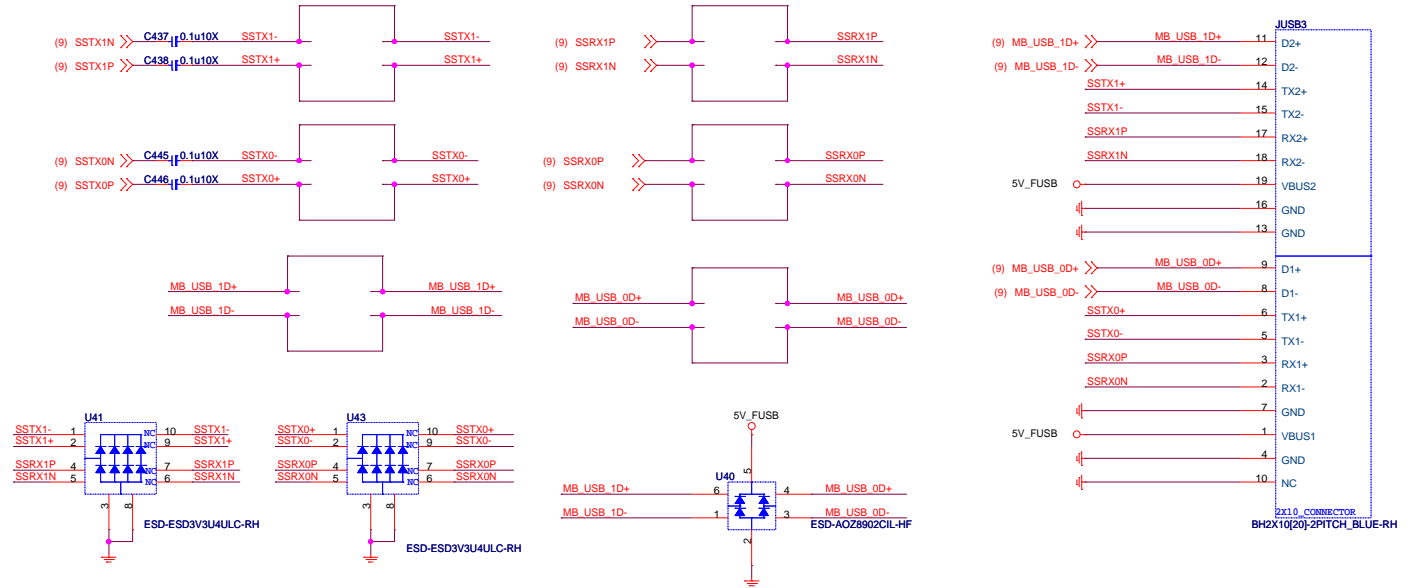 (9) SSTX1N C437 0.1u10X SSTX1- SSTX1-
(9) SSTX1P C438 0.1u10X SSTX1+ SSTX1+
(9) SSRX1P SSRX1P
(9) SSRX1N SSRX1N
(9) SSTX0N C445 0.1u10X SSTX0- SSTX0-
(9) SSTX0P C446 0.1u10X SSTX0+ SSTX0+
(9) SSRX0P SSRX0P
(9) SSRX0N SSRX0N
MB_USB_1D+ MB_USB_1D+
MB_USB_1D- MB_USB_1D-
MB_USB_0D+ MB_USB_0D+
MB_USB_0D- MB_USB_0D-
U41
SSTX1- 1 NC 10 SSTX1-
SSTX1+ 2 NC 9 SSTX1+
SSRX1P 4 NC 7 SSRX1P
SSRX1N 5 NC 6 SSRX1N
3 8
ESD-ESD3V3U4ULC-RH
U43
SSTX0+ 1 NC 10 SSTX0+
SSTX0- 2 NC 9 SSTX0-
SSRX0P 4 NC 7 SSRX0P
SSRX0N 5 NC 6 SSRX0N
3 8
ESD-ESD3V3U4ULC-RH
5V_FUSB
5
U40
MB_USB_1D+ 6 4 MB_USB_0D+
MB_USB_1D- 1 3 MB_USB_0D-
ESD-AOZ8902CIL-HF
2
JUSB3
(9) MB_USB_1D+ MB_USB_1D+ 11 D2+
(9) MB_USB_1D- MB_USB_1D- 12 D2-
SSTX1+ 14 TX2+
SSTX1- 15 TX2-
SSRX1P 17 RX2+
SSRX1N 18 RX2-
5V_FUSB 19 VBUS2
16 GND
13 GND
(9) MB_USB_0D+ MB_USB_0D+ 9 D1+
(9) MB_USB_0D- MB_USB_0D- 8 D1-
SSTX0+ 6 TX1+
SSTX0- 5 TX1-
SSRX0P 3 RX1+
SSRX0N 2 RX1-
7 GND
5V_FUSB 1 VBUS1
4 GND
10 NC
2X10_CONNECTOR
BH2X10[20]-2PITCH_BLUE-RH